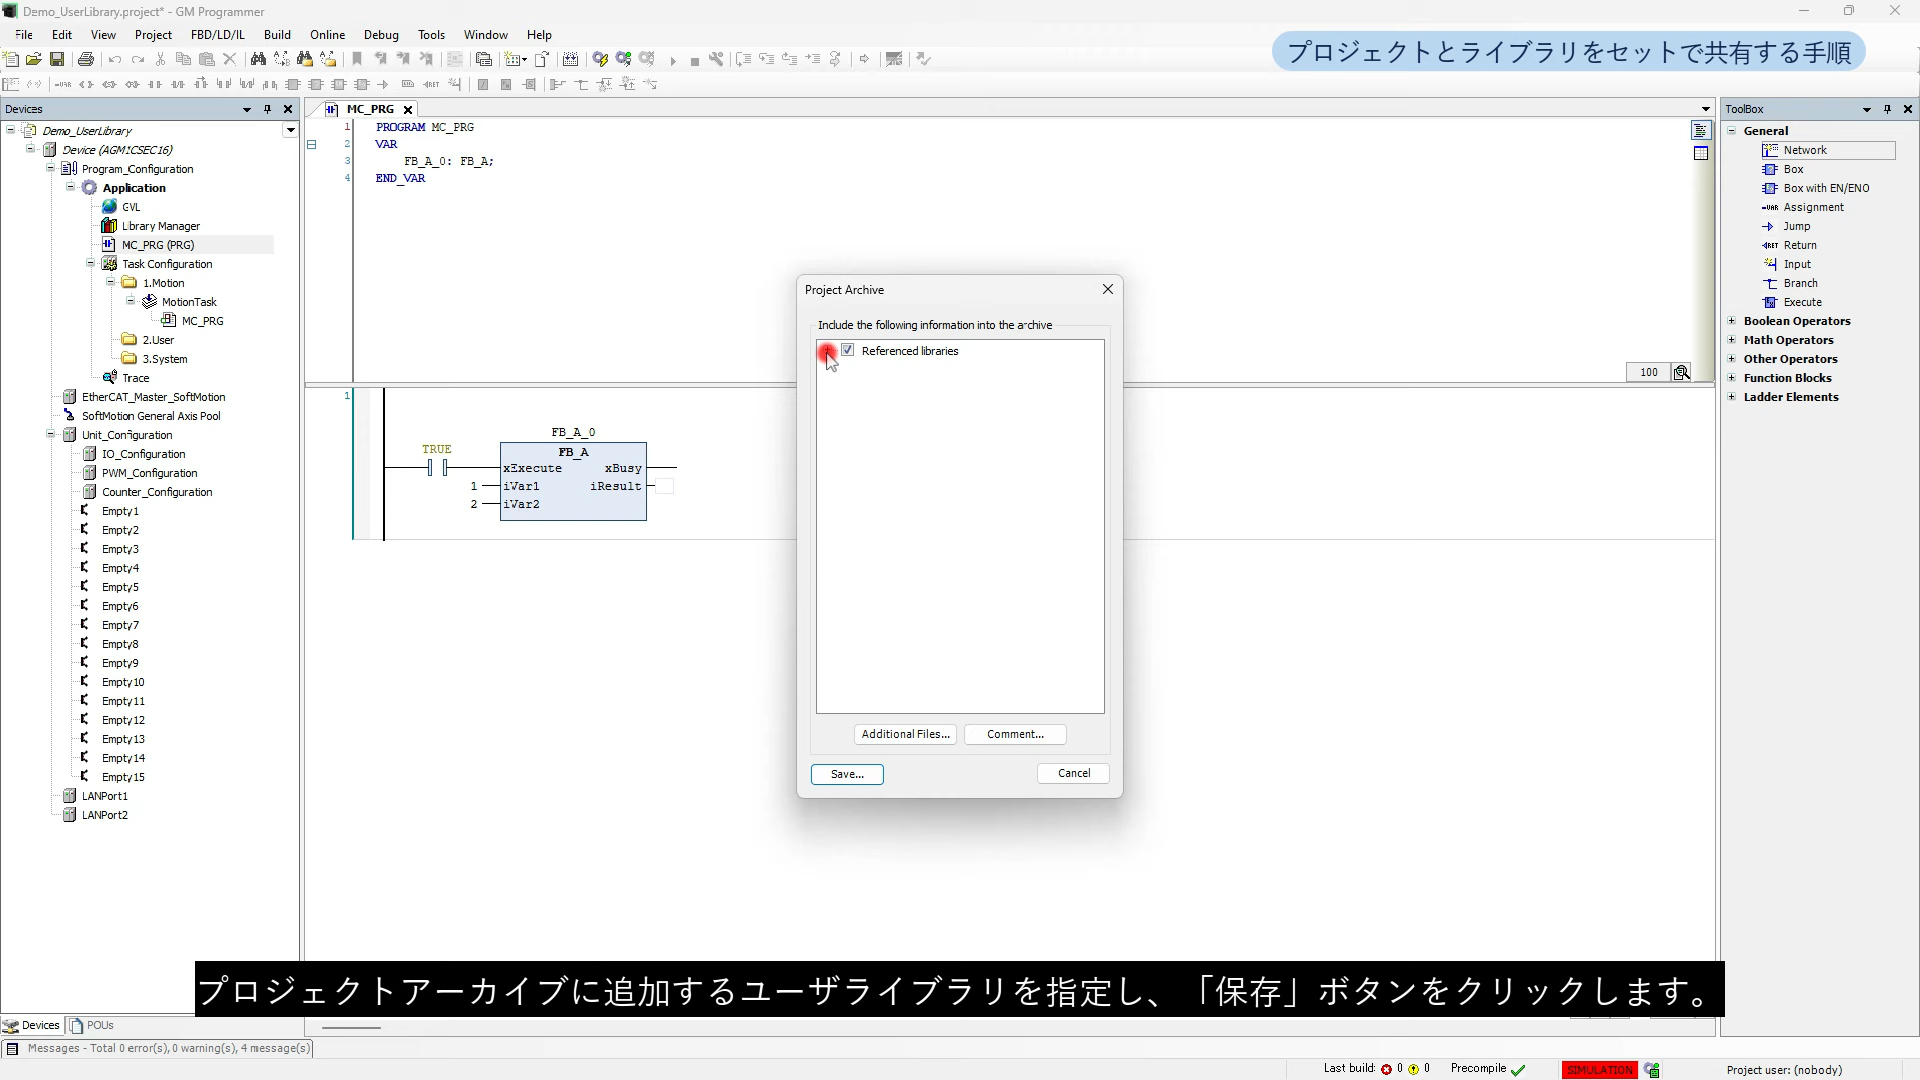 Demo_UserLibrary.project* - GM Programmer
File Edit View Project FBD/LD/IL Build Online Debug Tools Window Help
プロジェクトとライブラリをセットで共有する手順
Devices
Demo_UserLibrary
Device (AGM1CSEC16)
Program_Configuration
Application
GVL
Library Manager
MC_PRG (PRG)
Task Configuration
1.Motion
MotionTask
MC_PRG
2.User
3.System
Trace
EtherCAT_Master_SoftMotion
SoftMotion General Axis Pool
Unit_Configuration
IO_Configuration
PWM_Configuration
Counter_Configuration
Empty1
Empty2
Empty3
Empty4
Empty5
Empty6
Empty7
Empty8
Empty9
Empty10
Empty11
Empty12
Empty13
Empty14
Empty15
LANPort1
LANPort2
Devices POUs
MC_PRG
1 PROGRAM MC_PRG
2 VAR
3 FB_A_0: FB_A;
4 END_VAR
100
1
FB_A_0
TRUE FB_A
xExecute xBusy
1 iVar1 iResult
2 iVar2
Project Archive
Include the following information into the archive
Referenced libraries
Additional Files... Comment...
Save... Cancel
ToolBox
General
Network
Box
Box with EN/ENO
Assignment
Jump
Return
Input
Branch
Execute
Boolean Operators
Math Operators
Other Operators
Function Blocks
Ladder Elements
プロジェクトアーカイブに追加するユーザライブラリを指定し、「保存」ボタンをクリックします。
Messages - Total 0 error(s), 0 warning(s), 4 message(s)
Last build: 0 0 Precompile SIMULATION Project user: (nobody)